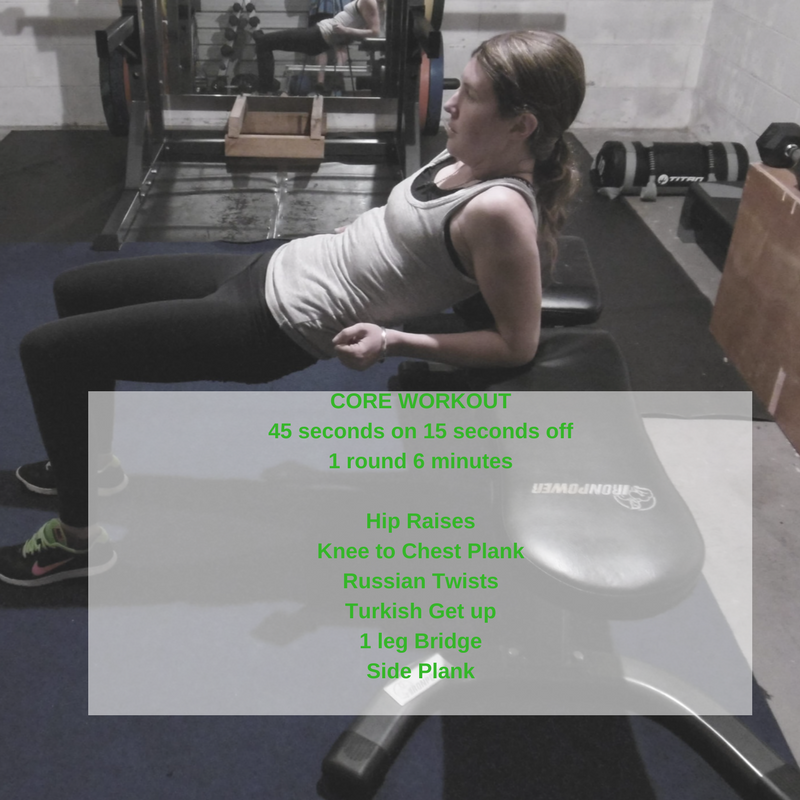 TITAN
CORE WORKOUT
45 seconds on 15 seconds off
1 round 6 minutes
IRONPOWER
Hip Raises
Knee to Chest Plank
Russian Twists
Turkish Get up
1 leg Bridge
Side Plank